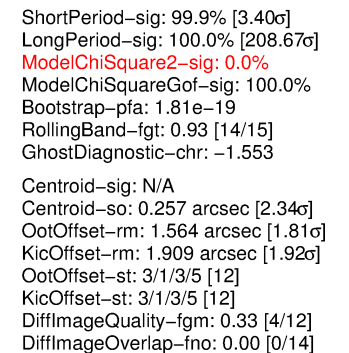 ShortPeriod−sig: 99.9% [3.40σ]
LongPeriod−sig: 100.0% [208.67σ]
ModelChiSquare2−sig: 0.0%
ModelChiSquareGof−sig: 100.0%
Bootstrap−pfa: 1.81e−19
RollingBand−fgt: 0.93 [14/15]
GhostDiagnostic−chr: −1.553
Centroid−sig: N/A
Centroid−so: 0.257 arcsec [2.34σ]
OotOffset−rm: 1.564 arcsec [1.81σ]
KicOffset−rm: 1.909 arcsec [1.92σ]
OotOffset−st: 3/1/3/5 [12]
KicOffset−st: 3/1/3/5 [12]
DiffImageQuality−fgm: 0.33 [4/12]
DiffImageOverlap−fno: 0.00 [0/14]